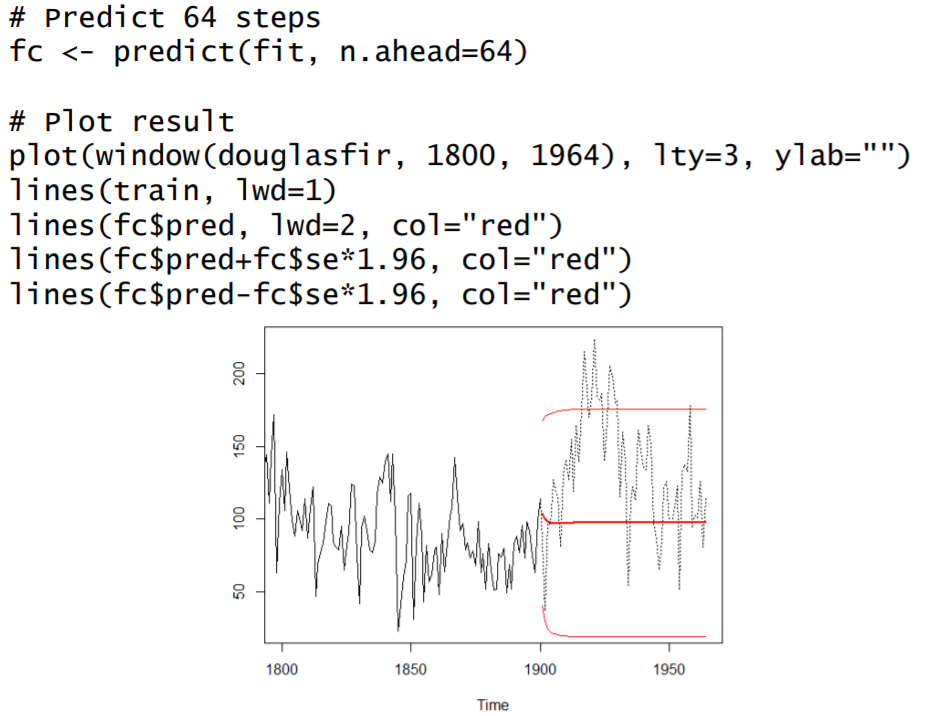 # Predict 64 steps
fc <- predict(fit, n.ahead=64)
# Plot result
plot(window(douglasfir, 1800, 1964), lty=3, ylab="")
lines(train, lwd=1)
lines(fc$pred, lwd=2, col="red")
lines(fc$pred+fc$se*1.96, col="red")
lines(fc$pred-fc$se*1.96, col="red")
200
150
100
50
1800 1850 1900 1950
Time